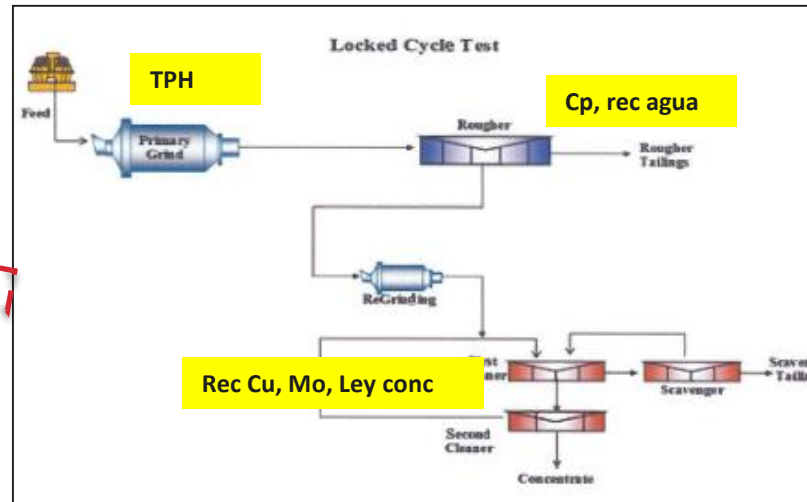 Locked Cycle Test
TPH
Cp, rec agua
Feed
Primary
Grind
Rougher
Rougher
Tailings
ReGrinding
Rec Cu, Mo, Ley conc
Scavenger
Second
Cleaner
Concentrate